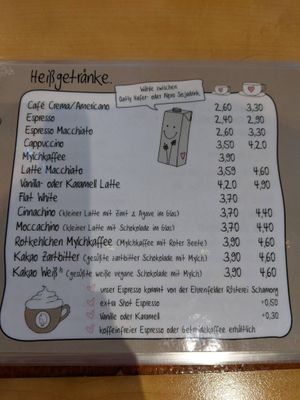 Heißgetränke
Wähle zwischen
Oatly Hafer- oder Alpro Sojadrink
Café Crema/Americano 2,60 3,30
Espresso 2,40 2,90
Espresso Macchiato 2,60 3,30
Cappuccino 3,50 4,20
Mylchkaffee 3,90
Latte Macchiato 3,59 4,60
Vanilla- oder Karamell Latte 4,20 4,90
Flat White 3,70
Cinnachino (kleiner Latte mit Zimt & Agave im Glas) 3,70 4,40
Moccachino (kleiner Latte mit Schokolade im Glas) 3,70 4,40
Rotkehlchen Mylchkaffee (Mylchkaffee mit Roter Beete) 3,90 4,60
Kakao Zartbitter (gesüßte zartbitter Schokolade mit Mylch) 3,90 4,60
Kakao Weiß (gesüßte weiße vegane Schokolade mit Mylch) 3,90 4,60
unser Espresso kommt von der Ehrenfelder Rösterei Schamong
extra Shot Espresso +0,50
Vanille oder Karamell +0,30
koffeinfreier Espresso oder Getreidekaffee erhältlich